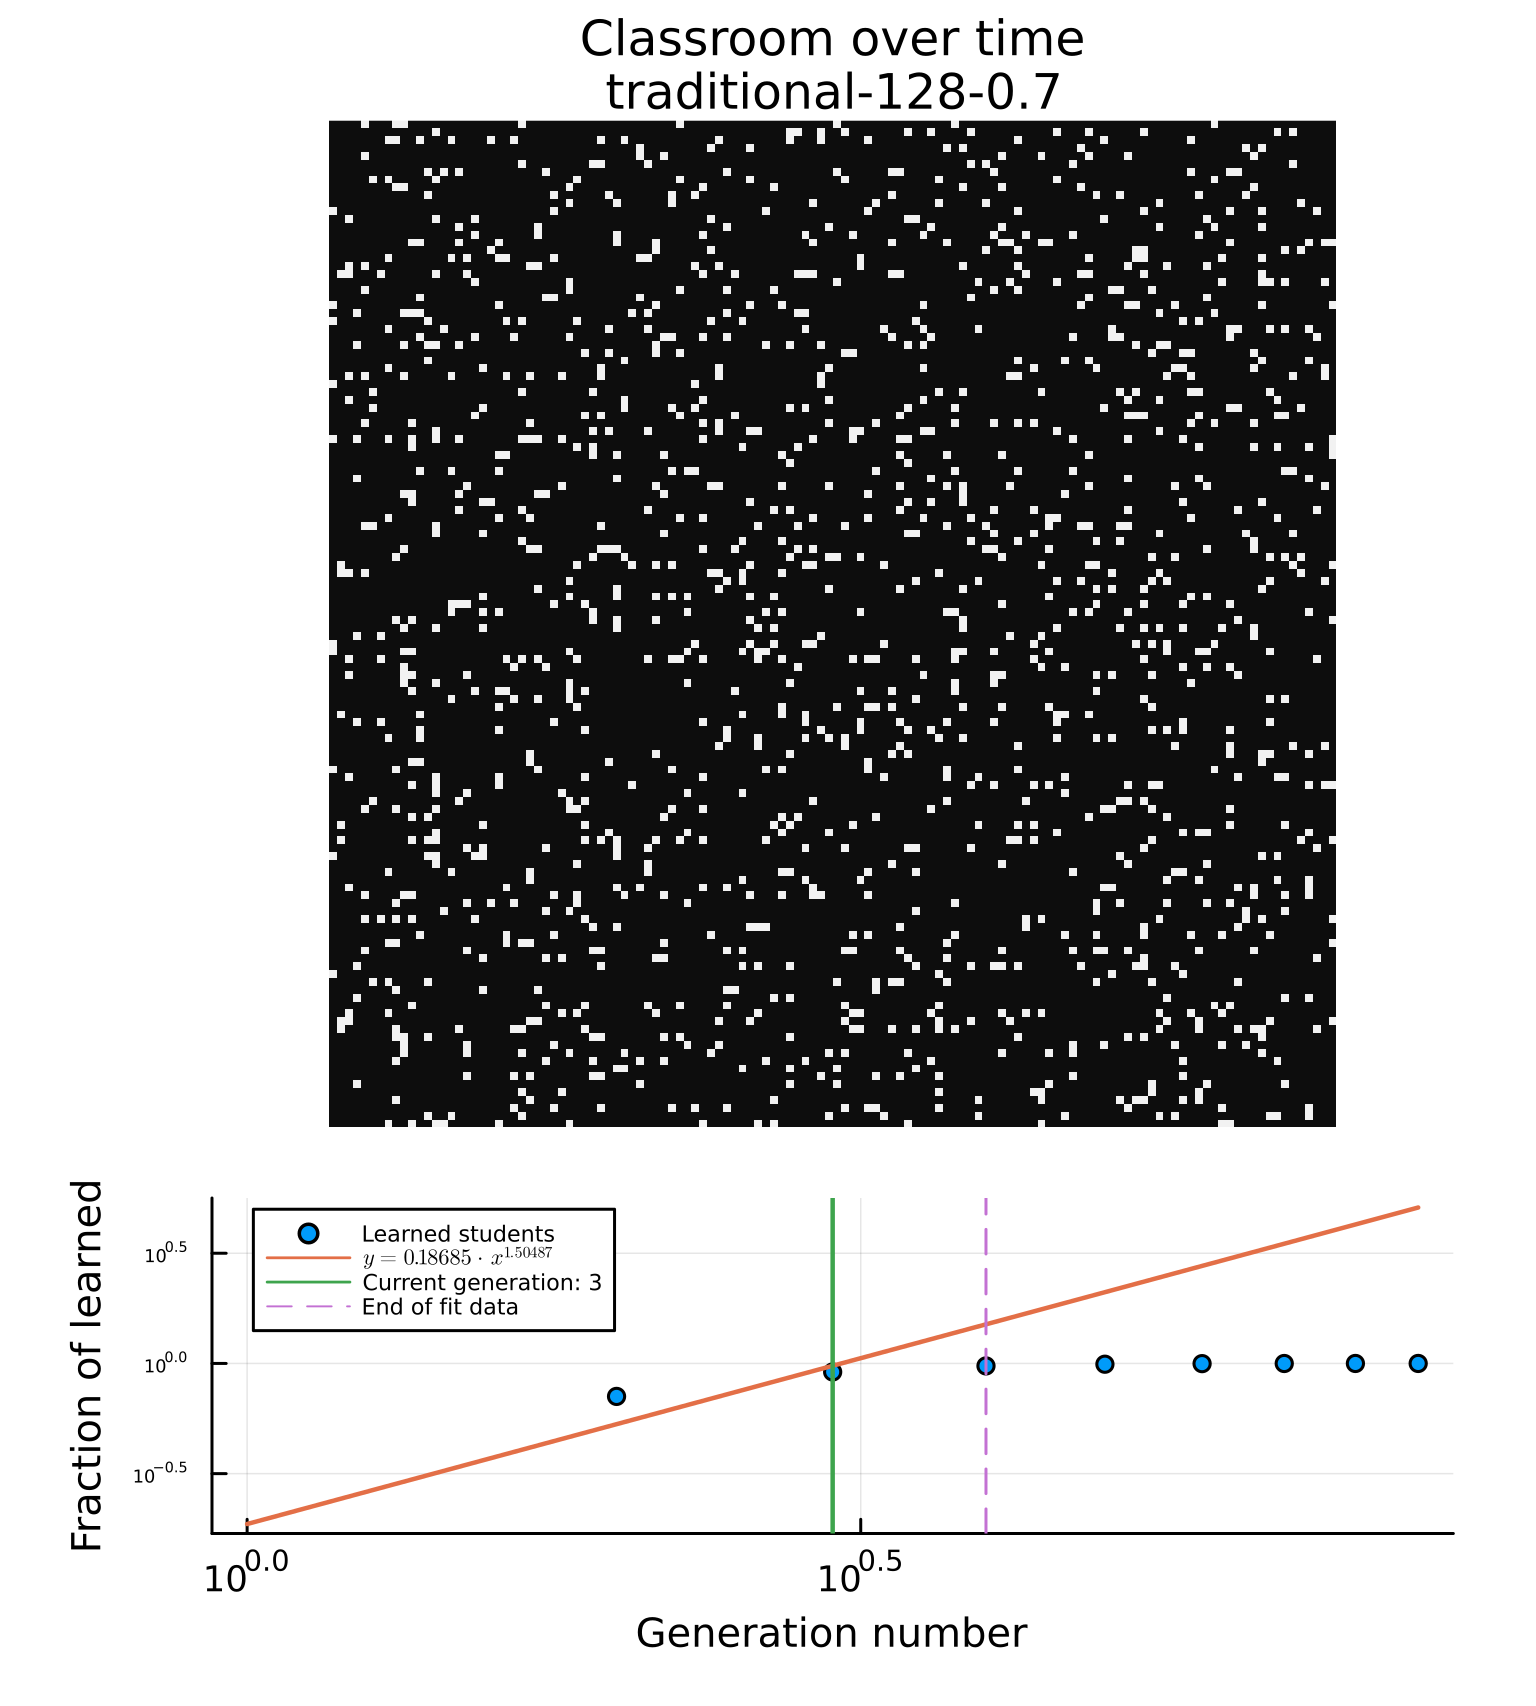 Classroom over time
traditional-128-0.7
Fraction of learned
10^0.5
10^0.0
10^−0.5
Learned students
y = 0.18685 · x^1.50487
Current generation: 3
End of fit data
10^0.0
10^0.5
Generation number